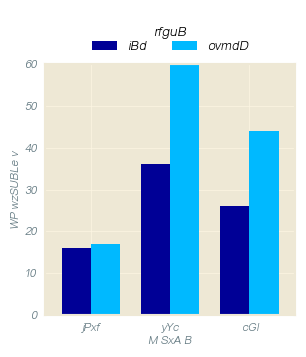 rfguB
iBd ovmdD
60
50
40
30
20
10
0
WP wzSUBLe v
jPxf yYc cGl
M SxA B